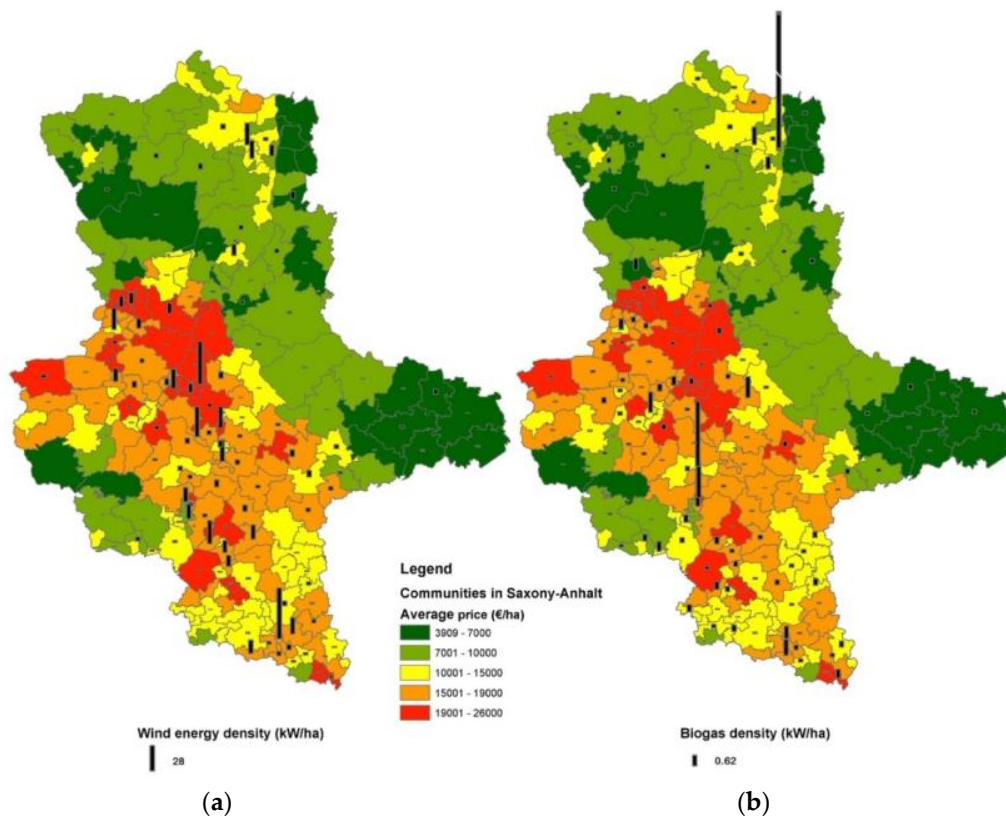 Legend
Communities in Saxony-Anhalt
Average price (€/ha)
3909 - 7000
7001 - 10000
10001 - 15000
15001 - 19000
19001 - 26000
Wind energy density (kW/ha)
28
Biogas density (kW/ha)
0.62
(a)
(b)